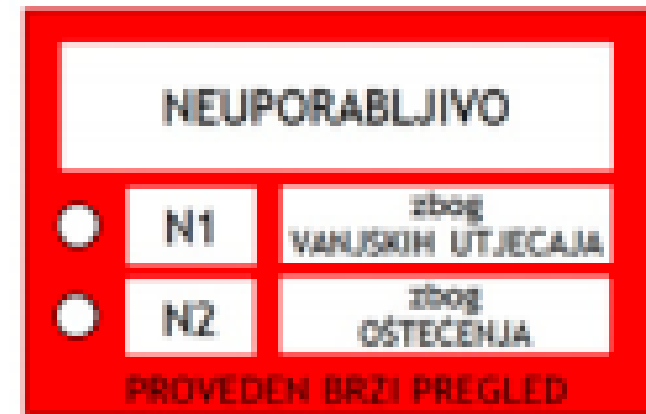 NEUPORABLJIVO
N1
zbog
VANJSKIH UTJECAJA
N2
zbog
OŠTEĆENJA
PROVEDEN BRZI PREGLED